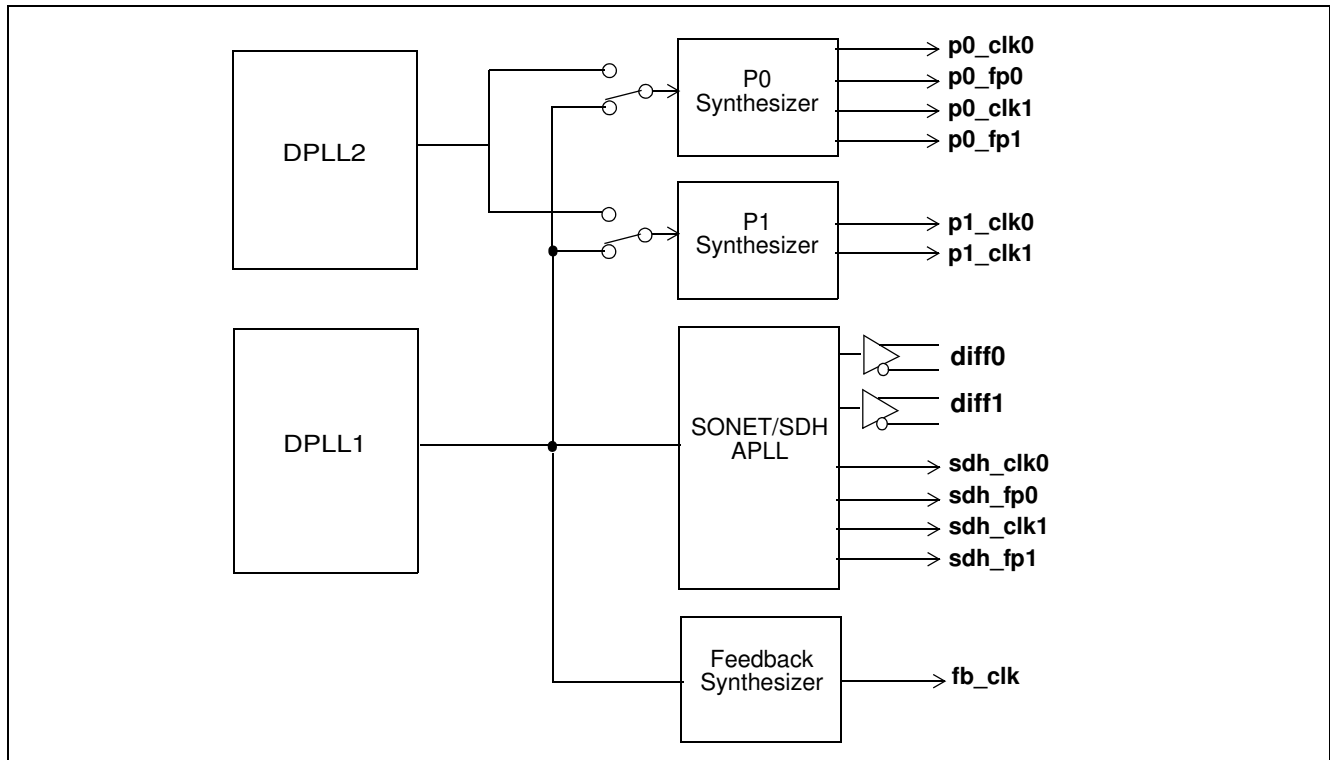 DPLL2
P0
Synthesizer
p0_clk0
p0_fp0
p0_clk1
p0_fp1
P1
Synthesizer
p1_clk0
p1_clk1
DPLL1
SONET/SDH
APLL
diff0
diff1
sdh_clk0
sdh_fp0
sdh_clk1
sdh_fp1
Feedback
Synthesizer
fb_clk